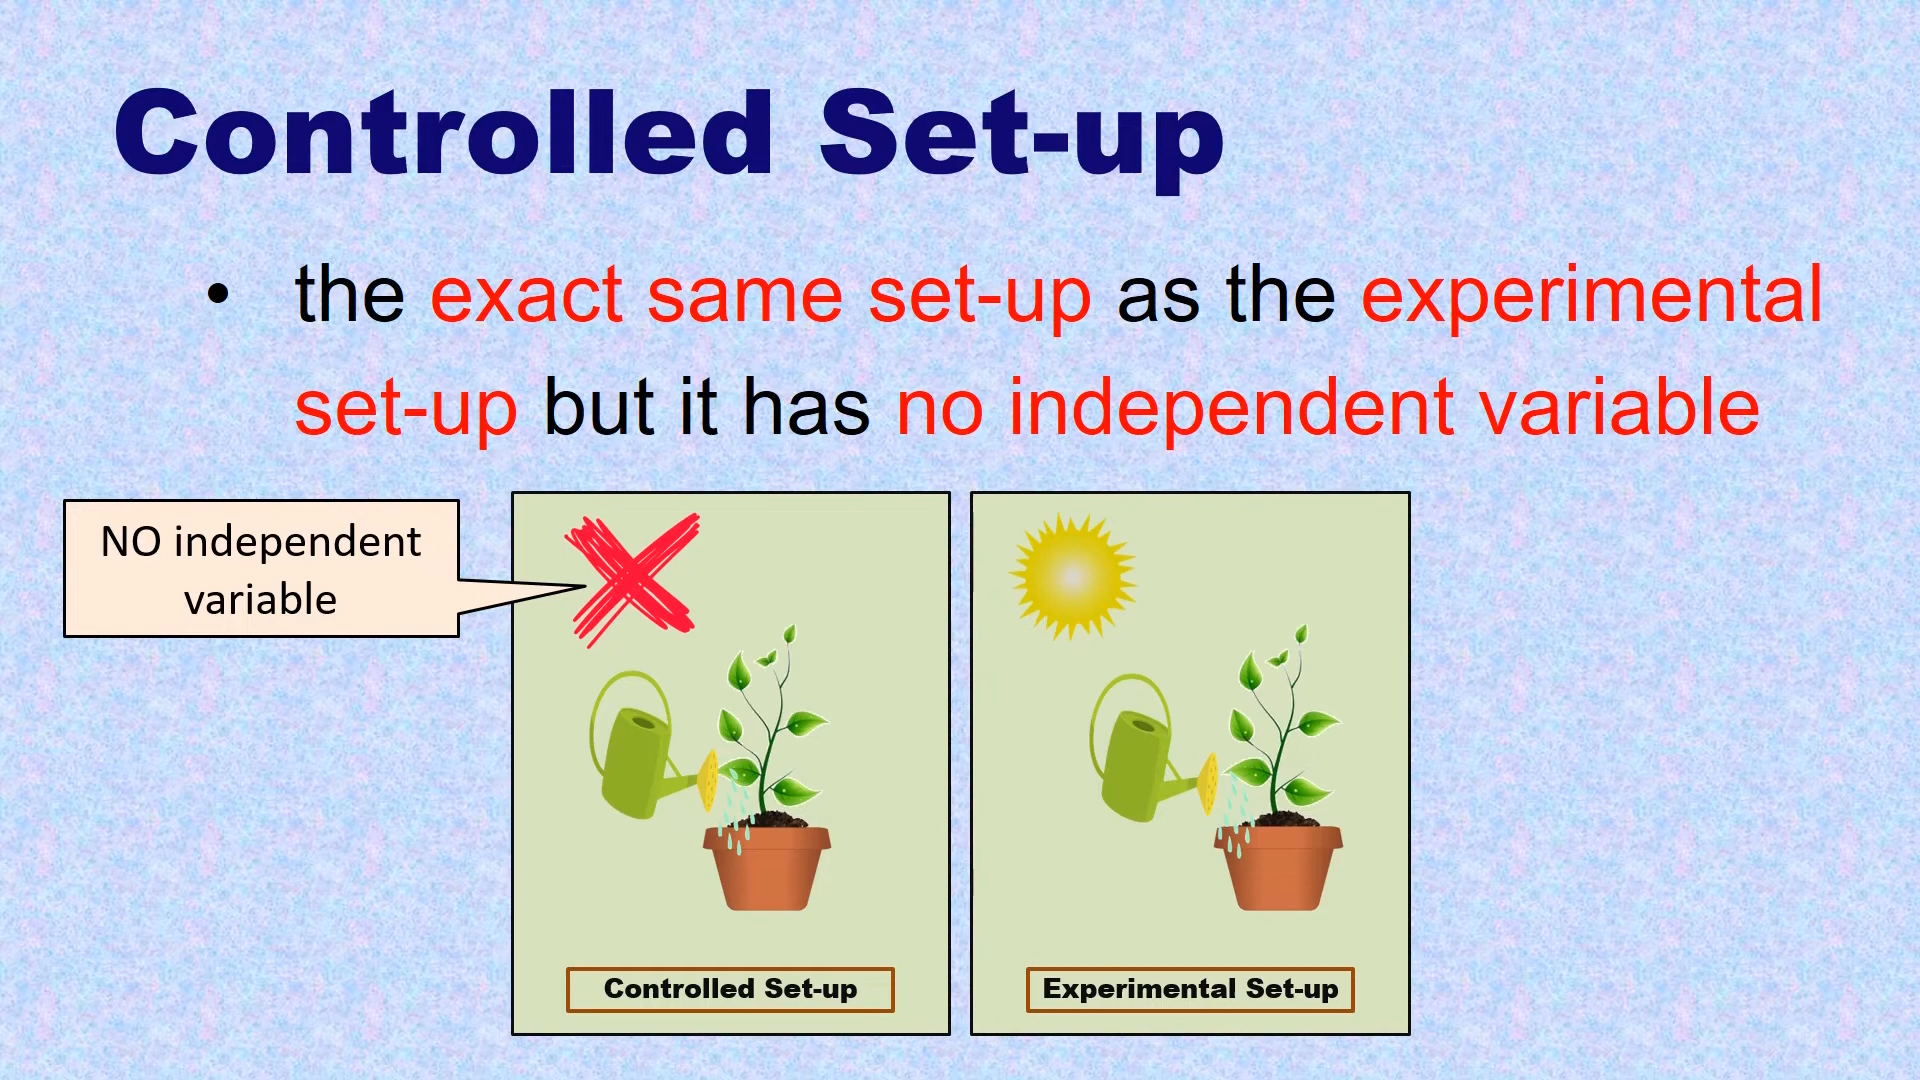 Controlled Set-up
• the exact same set-up as the experimental
set-up but it has no independent variable
NO independent
variable
Controlled Set-up
Experimental Set-up